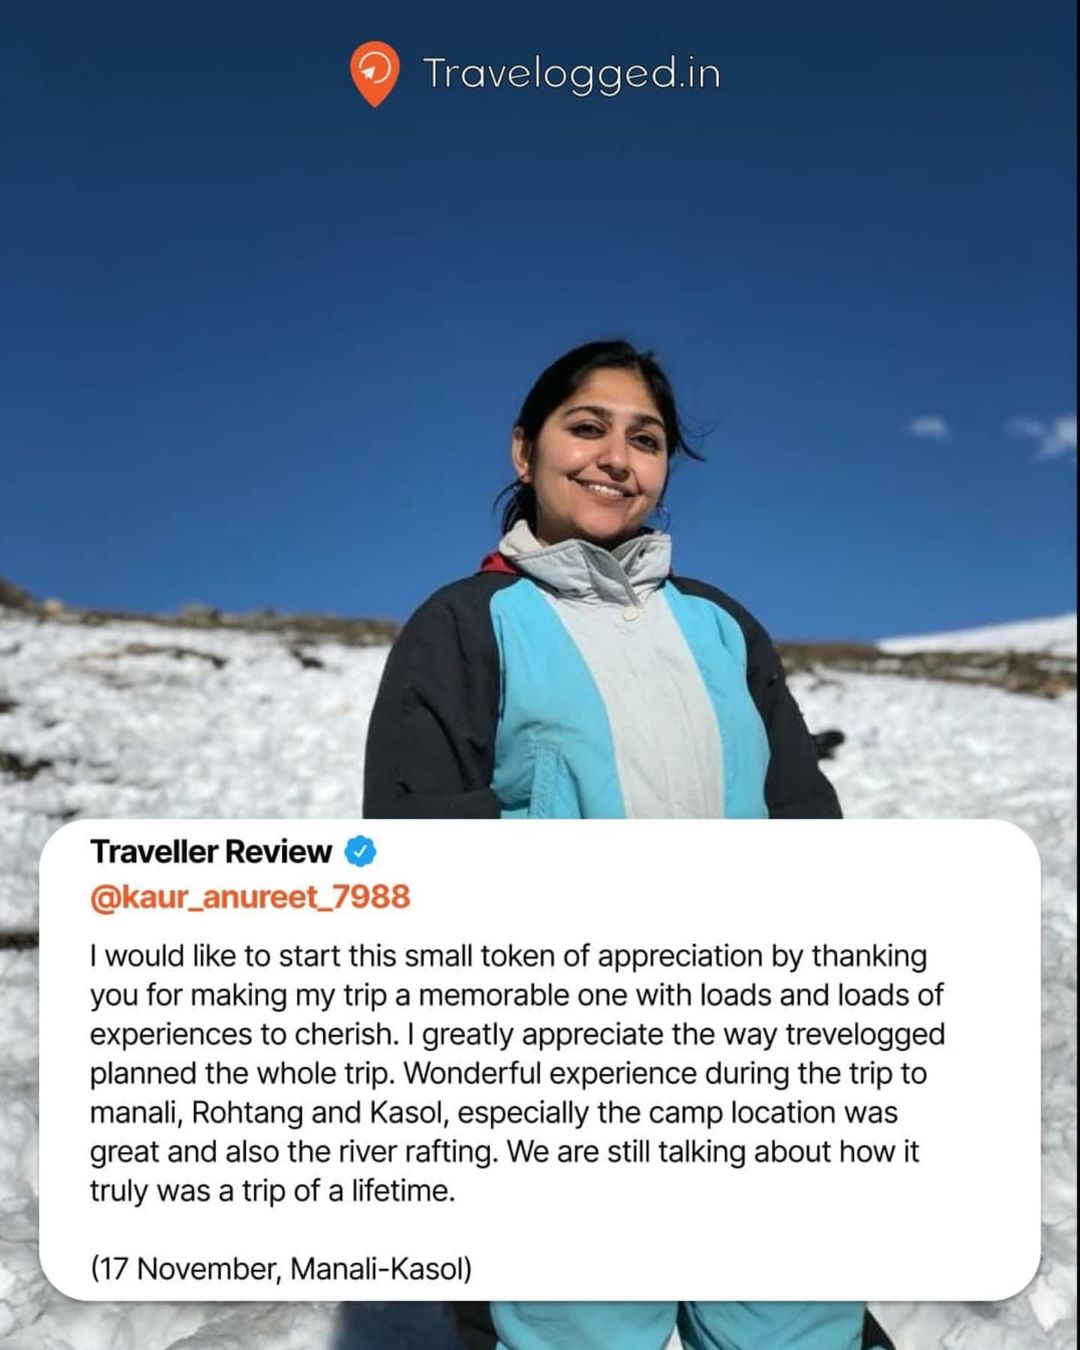 Travelogged.in
Traveller Review
@kaur_anureet_7988
I would like to start this small token of appreciation by thanking
you for making my trip a memorable one with loads and loads of
experiences to cherish. I greatly appreciate the way trevelogged
planned the whole trip. Wonderful experience during the trip to
manali, Rohtang and Kasol, especially the camp location was
great and also the river rafting. We are still talking about how it
truly was a trip of a lifetime.
(17 November, Manali-Kasol)